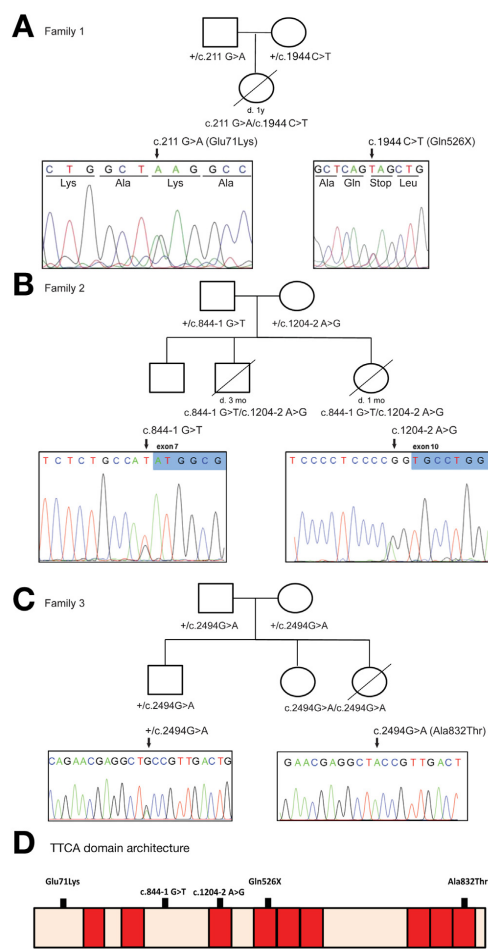 A Family 1
+/c.211 G>A +/c.1944 C>T
d. 1y
c.211 G>A/c.1944 C>T
c.211 G>A (Glu71Lys) c.1944 C>T (Gln526X)
C T G G C T A A G G C C
Lys Ala Lys Ala
GCTCAGTAGCTG
Ala Gln Stop Leu
B Family 2
+/c.844-1 G>T +/c.1204-2 A>G
d. 3 mo d. 1 mo
c.844-1 G>T/c.1204-2 A>G c.844-1 G>T/c.1204-2 A>G
c.844-1 G>T c.1204-2 A>G
exon 7 exon 10
T C T C T G C C A T A T G G C G
T C C C C T C C C C G G T G C C T G G
C Family 3
+/c.2494G>A +/c.2494G>A
+/c.2494G>A c.2494G>A/c.2494G>A
+/c.2494G>A c.2494G>A (Ala832Thr)
CAGAACGAGGCTGCCGTTGACTG
G AACGAGGCTACCGTTGACT
D TTCA domain architecture
Glu71Lys c.844-1 G>T c.1204-2 A>G Gln526X Ala832Thr